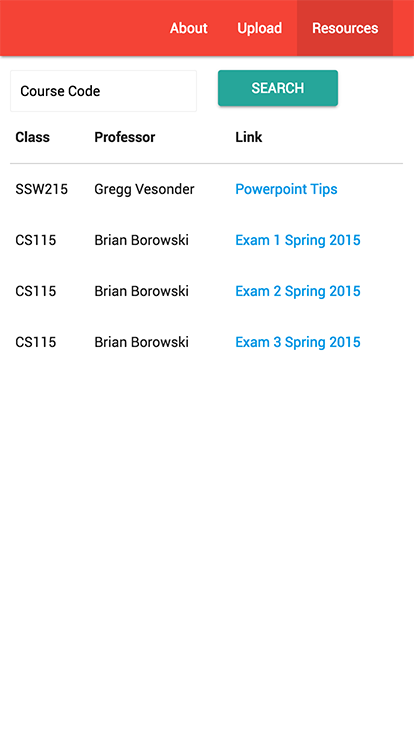 About Upload Resources
Course Code SEARCH
Class Professor Link
SSW215 Gregg Vesonder Powerpoint Tips
CS115 Brian Borowski Exam 1 Spring 2015
CS115 Brian Borowski Exam 2 Spring 2015
CS115 Brian Borowski Exam 3 Spring 2015